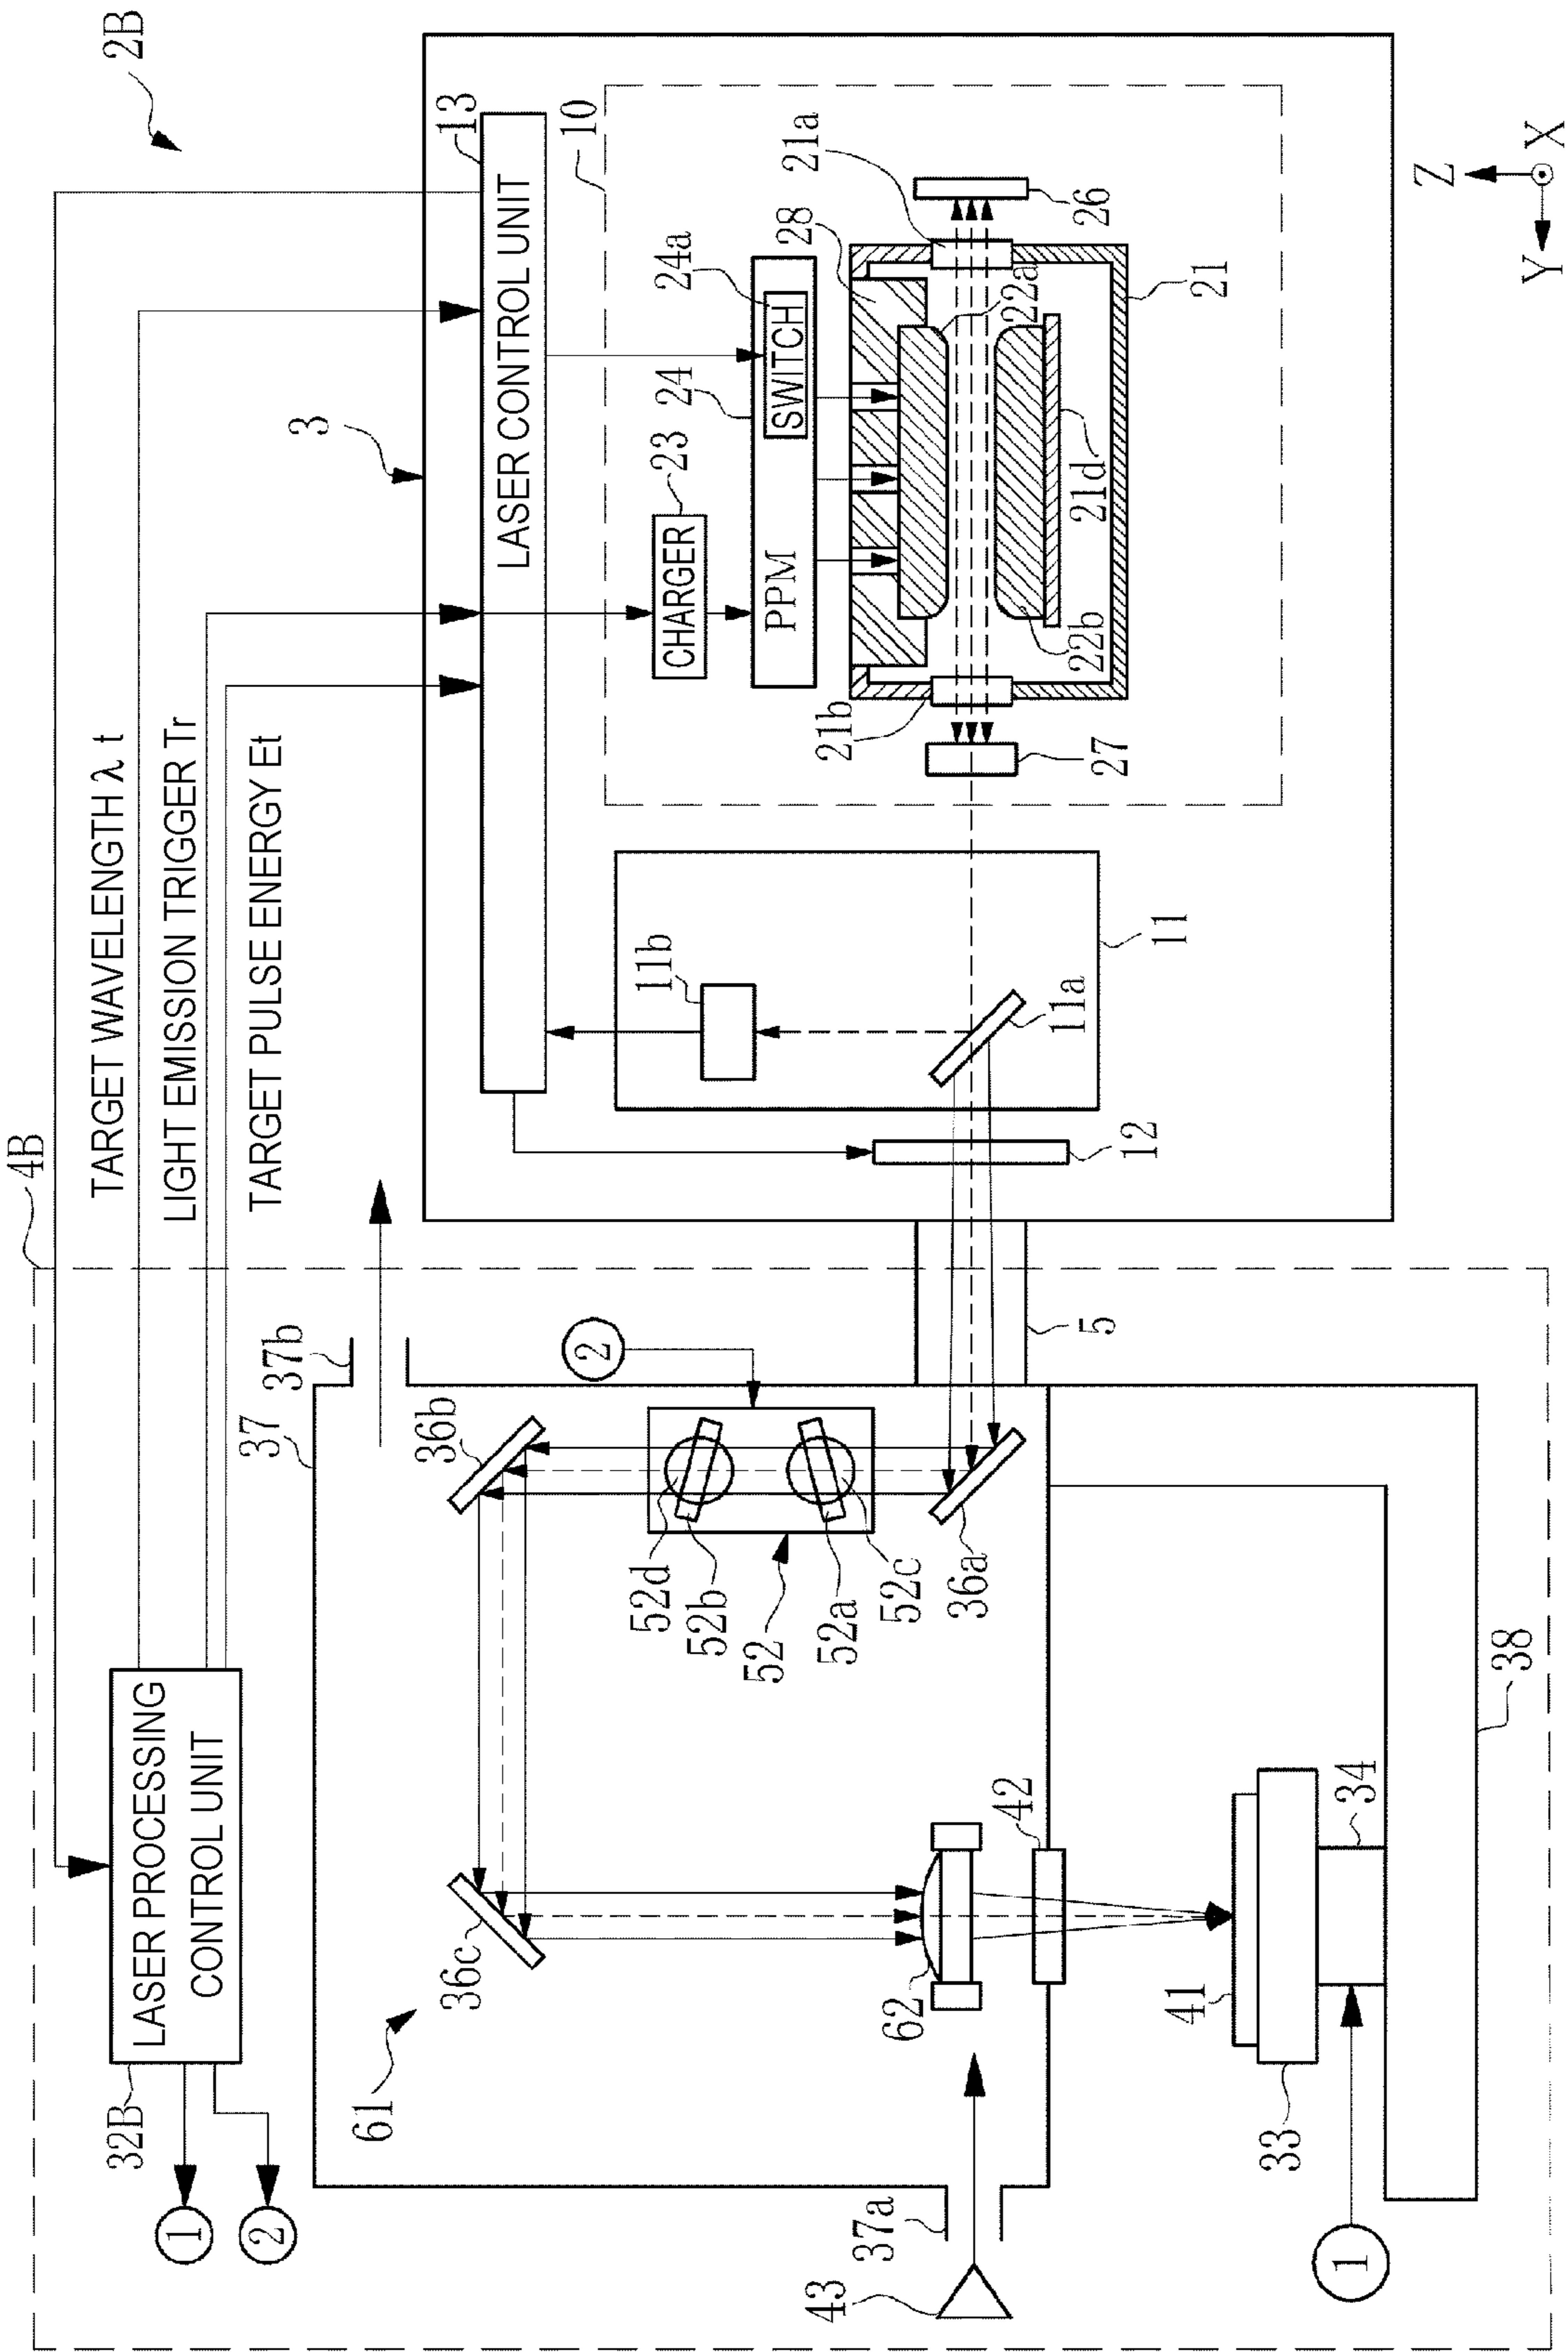 2B
4B
TARGET WAVELENGTH λ t
LIGHT EMISSION TRIGGER Tr
TARGET PULSE ENERGY Et
LASER PROCESSING
CONTROL UNIT
32B
1
2
3
13
LASER CONTROL UNIT
10
CHARGER
23
24
24a
SWITCH
PPM
28
21a
26
22a
21
21d
22b
21b
27
11
11b
11a
12
5
37
37b
2
36b
52d
52b
52
52a
52c
36a
36c
61
62
42
37a
43
41
33
34
38
1
Z
Y
X